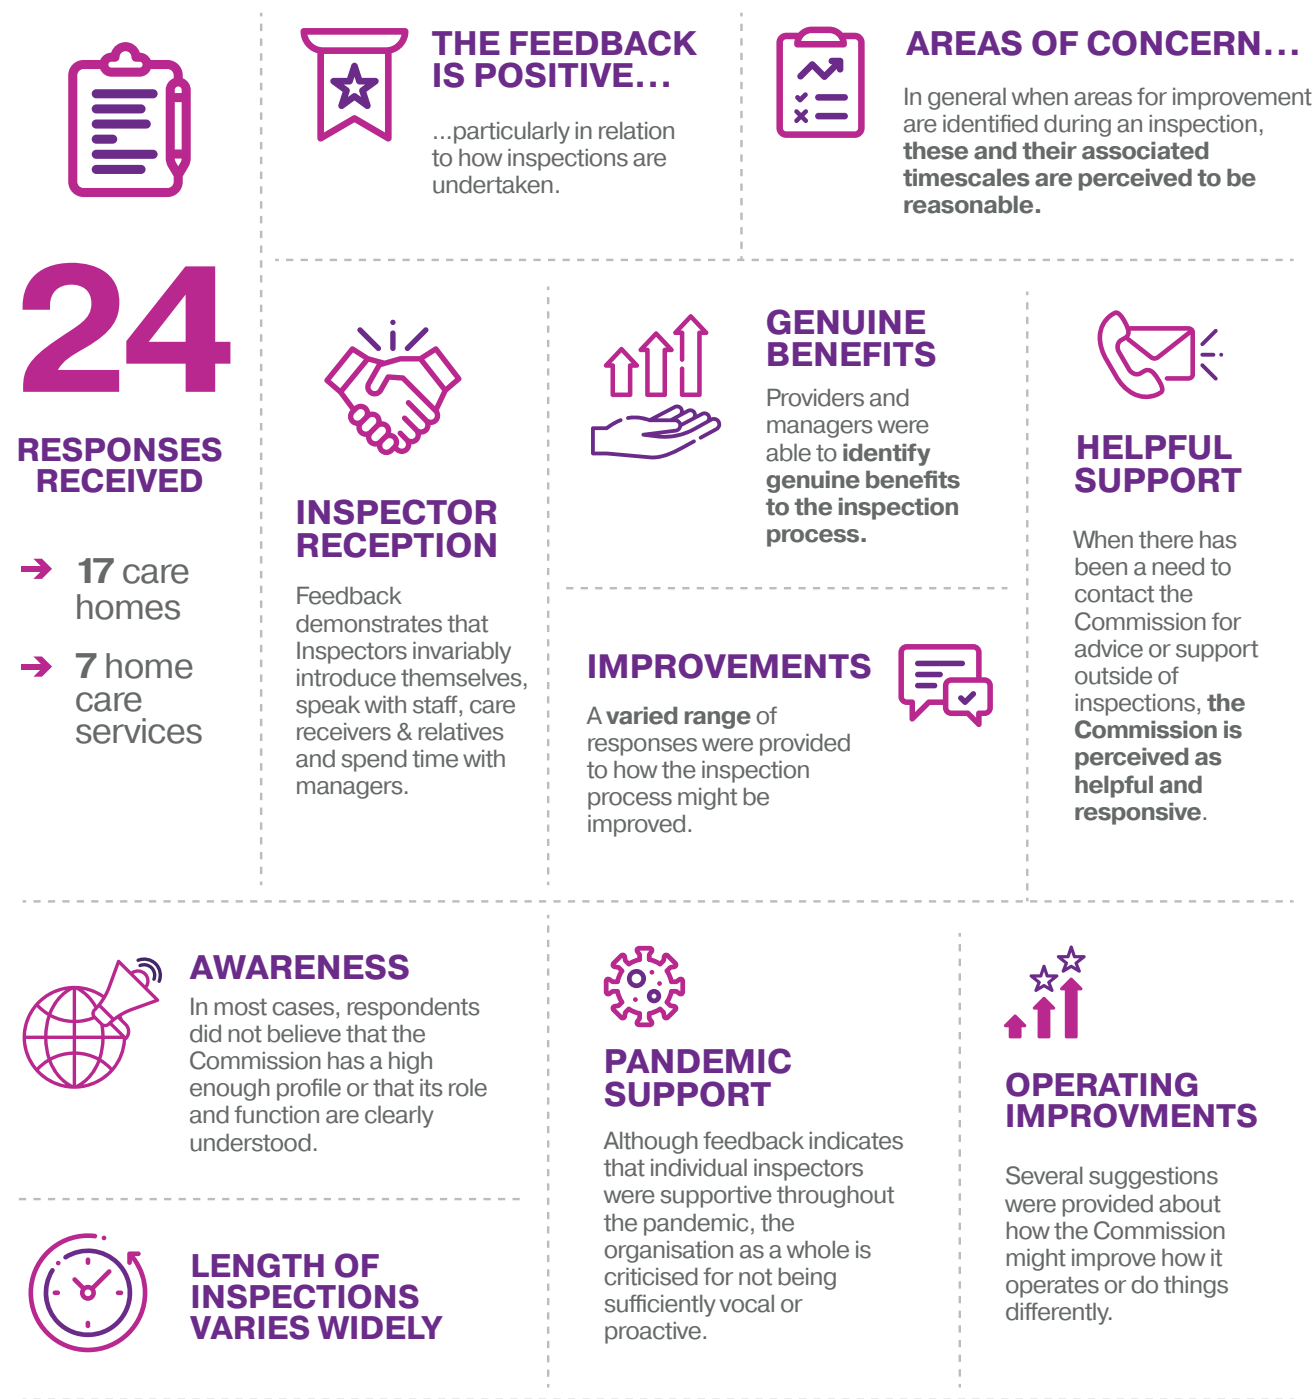 24
RESPONSES
RECEIVED
17 care
homes
7 home
care
services
THE FEEDBACK
IS POSITIVE...
...particularly in relation
to how inspections are
undertaken.
AREAS OF CONCERN...
In general when areas for improvement
are identified during an inspection,
these and their associated
timescales are perceived to be
reasonable.
INSPECTOR
RECEPTION
Feedback
demonstrates that
Inspectors invariably
introduce themselves,
speak with staff, care
receivers & relatives
and spend time with
managers.
GENUINE
BENEFITS
Providers and
managers were
able to identify
genuine benefits
to the inspection
process.
IMPROVEMENTS
A varied range of
responses were provided
to how the inspection
process might be
improved.
HELPFUL
SUPPORT
When there has
been a need to
contact the
Commission for
advice or support
outside of
inspections, the
Commission is
perceived as
helpful and
responsive.
AWARENESS
In most cases, respondents
did not believe that the
Commission has a high
enough profile or that its role
and function are clearly
understood.
LENGTH OF
INSPECTIONS
VARIES WIDELY
PANDEMIC
SUPPORT
Although feedback indicates
that individual inspectors
were supportive throughout
the pandemic, the
organisation as a whole is
criticised for not being
sufficiently vocal or
proactive.
OPERATING
IMPROVMENTS
Several suggestions
were provided about
how the Commission
might improve how it
operates or do things
differently.